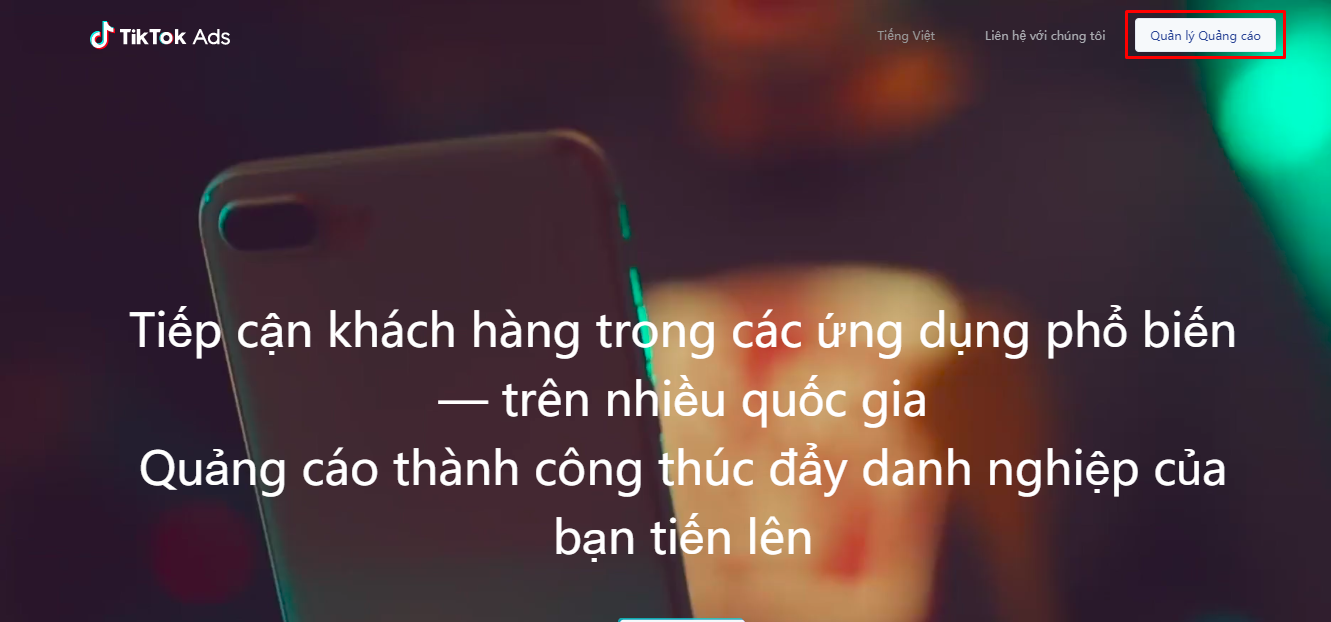 TikTok Ads
Tiếng Việt
Liên hệ với chúng tôi
Quản lý Quảng cáo
Tiếp cận khách hàng trong các ứng dụng phổ biến
— trên nhiều quốc gia
Quảng cáo thành công thúc đẩy danh nghiệp của
bạn tiến lên